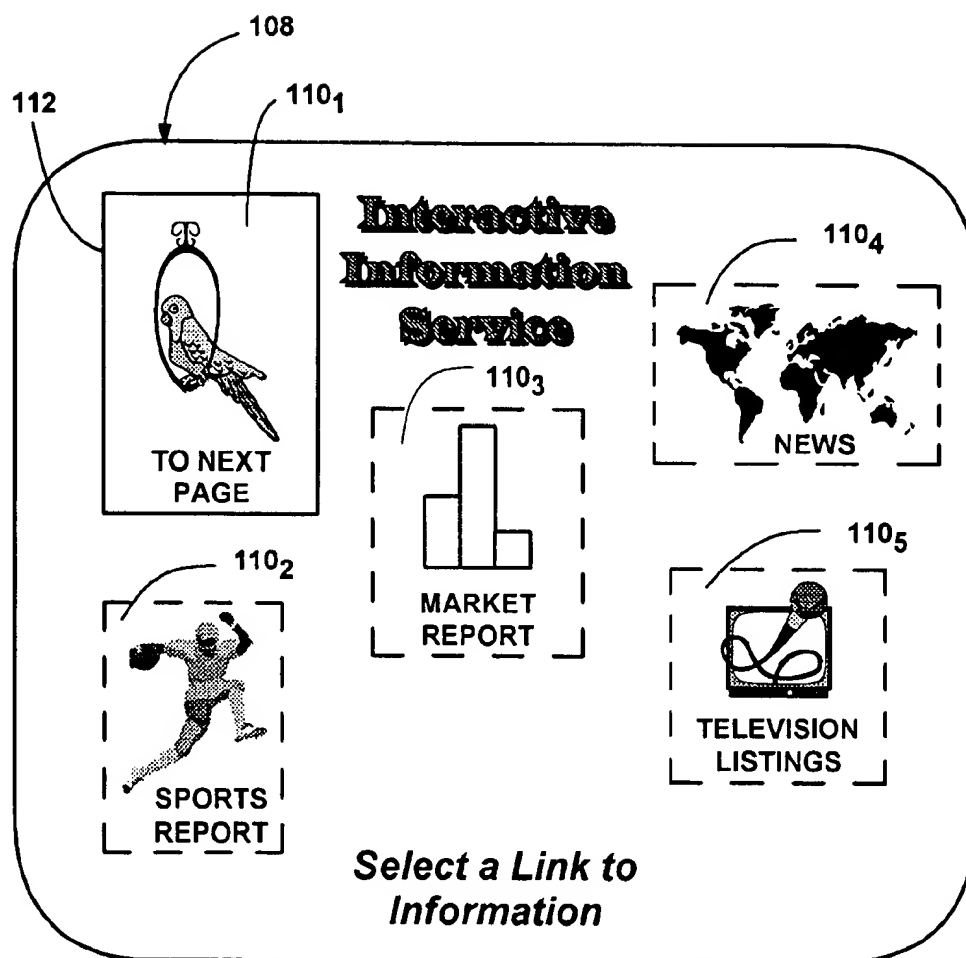 108
112
110₁
Interactive
Information
Service
110₄
NEWS
110₃
TO NEXT
PAGE
MARKET
REPORT
110₂
110₅
SPORTS
REPORT
TELEVISION
LISTINGS
Select a Link to
Information